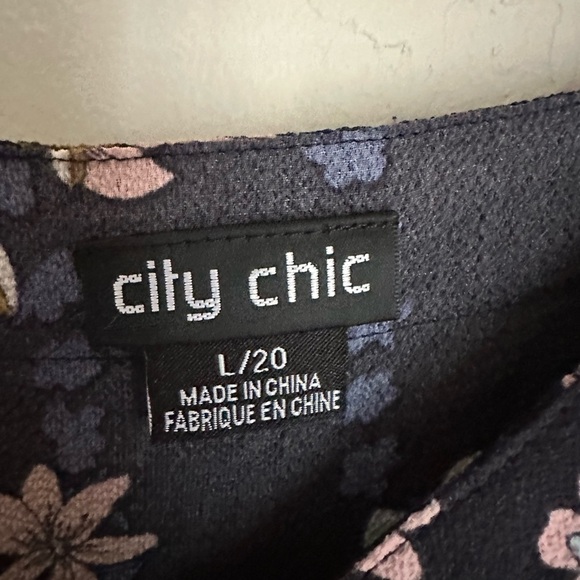 city chic
L/20
MADE IN CHINA
FABRIQUE EN CHINE